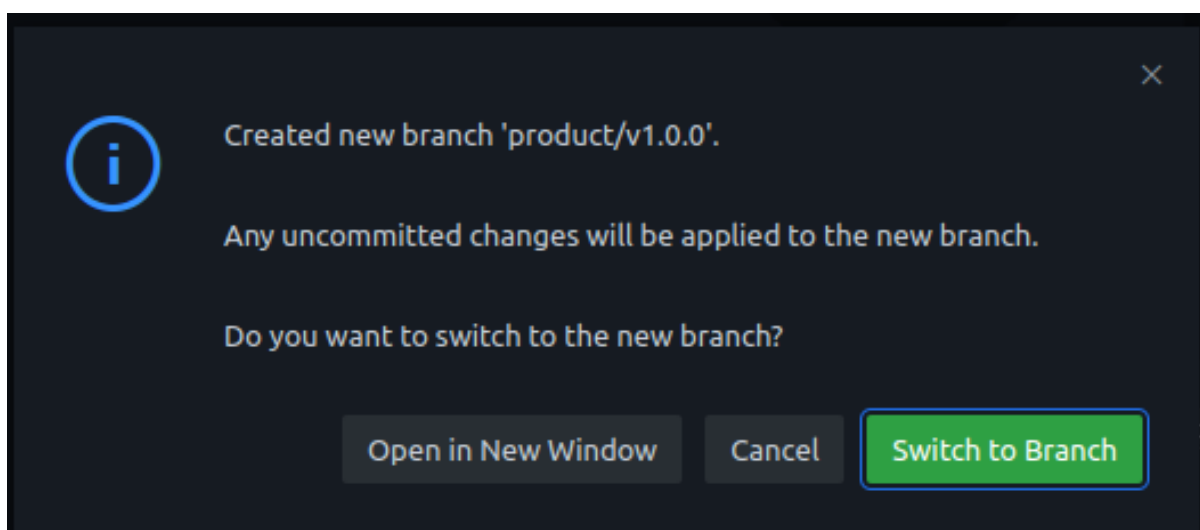 Created new branch 'product/v1.0.0'.
Any uncommitted changes will be applied to the new branch.
Do you want to switch to the new branch?
Open in New Window Cancel Switch to Branch